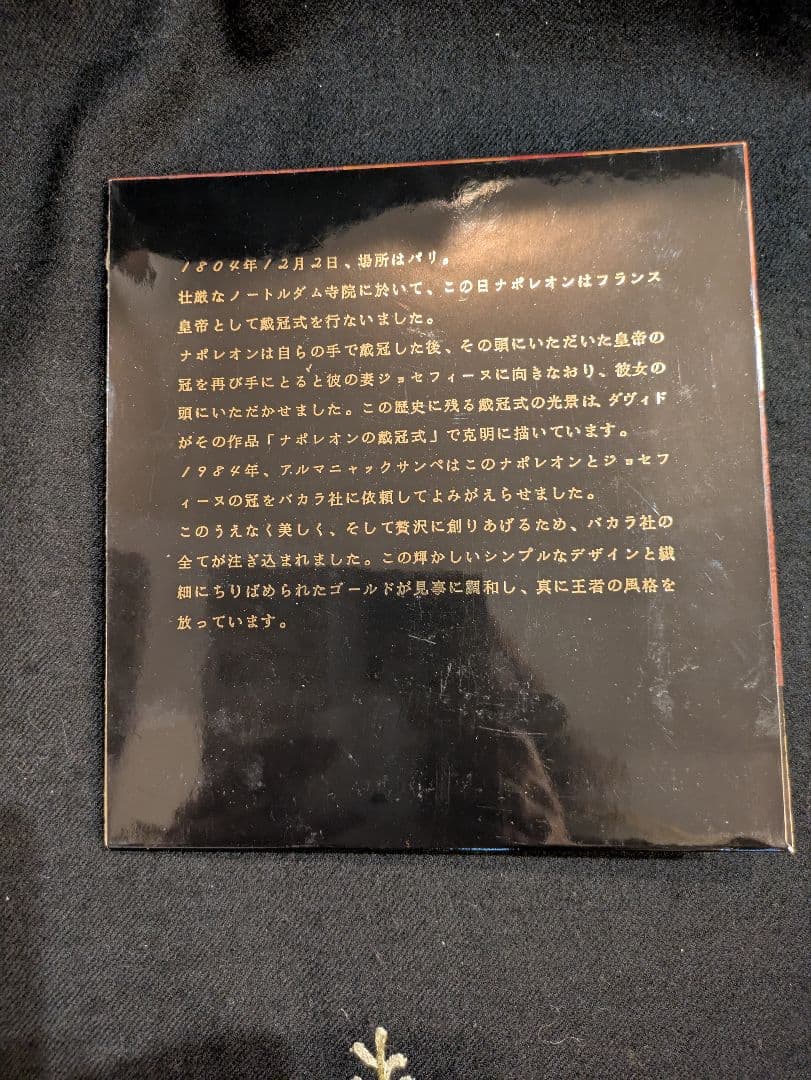 1804年12月2日、場所はパリ。
壮厳なノートルダム寺院に於いて、この日ナポレオンはフランス
皇帝として戴冠式を行ないました。
ナポレオンは自らの手で戴冠した後、その頭にいただいた皇帝の
冠を再び手にとると彼の妻ジョセフィーヌに向きなおり、彼女の
頭にいただかせました。この歴史に残る戴冠式の光景は、ダヴィド
がその作品「ナポレオンの戴冠式」で克明に描いています。
1984年、アルマニャックサンペはこのナポレオンとジョセフ
ィーヌの冠をバカラ社に依頼してよみがえらせました。
このうえなく美しく、そして贅沢に創りあげるため、バカラ社の
全てが注ぎ込まれました。この輝かしいシンプルなデザインと繊
細にちりばめられたゴールドが見事に調和し、真に王者の風格を
放っています。